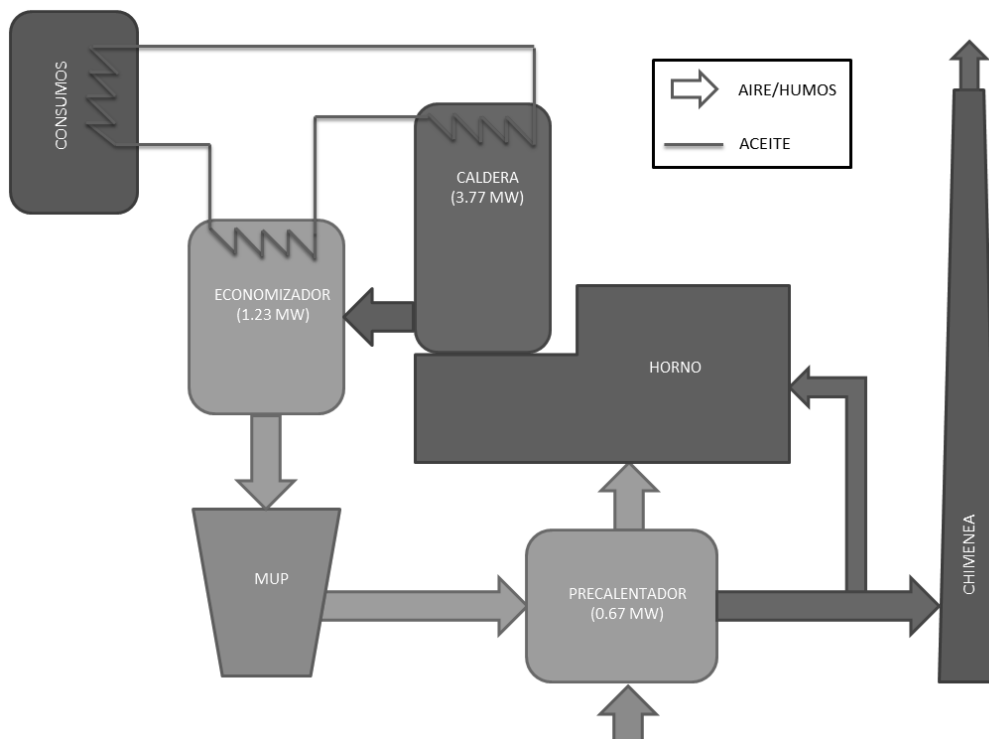 CONSUMOS
AIRE/HUMOS
ACEITE
CALDERA
(3.77 MW)
ECONOMIZADOR
(1.23 MW)
HORNO
MUP
PRECALENTADOR
(0.67 MW)
CHIMENEA